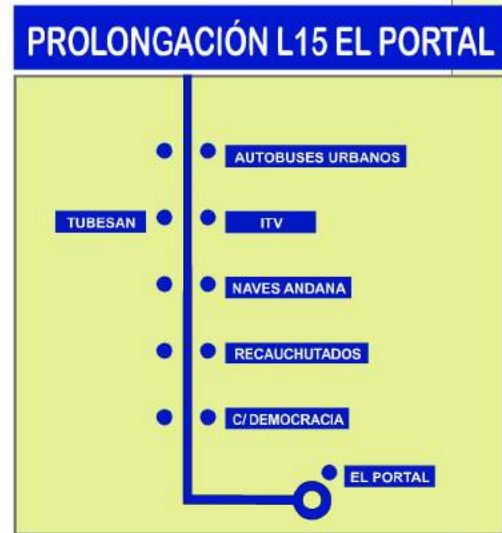 PROLONGACIÓN L15 EL PORTAL
AUTOBUSES URBANOS
TUBESAN
ITV
NAVES ANDANA
RECAUCHUTADOS
C/ DEMOCRACIA
EL PORTAL